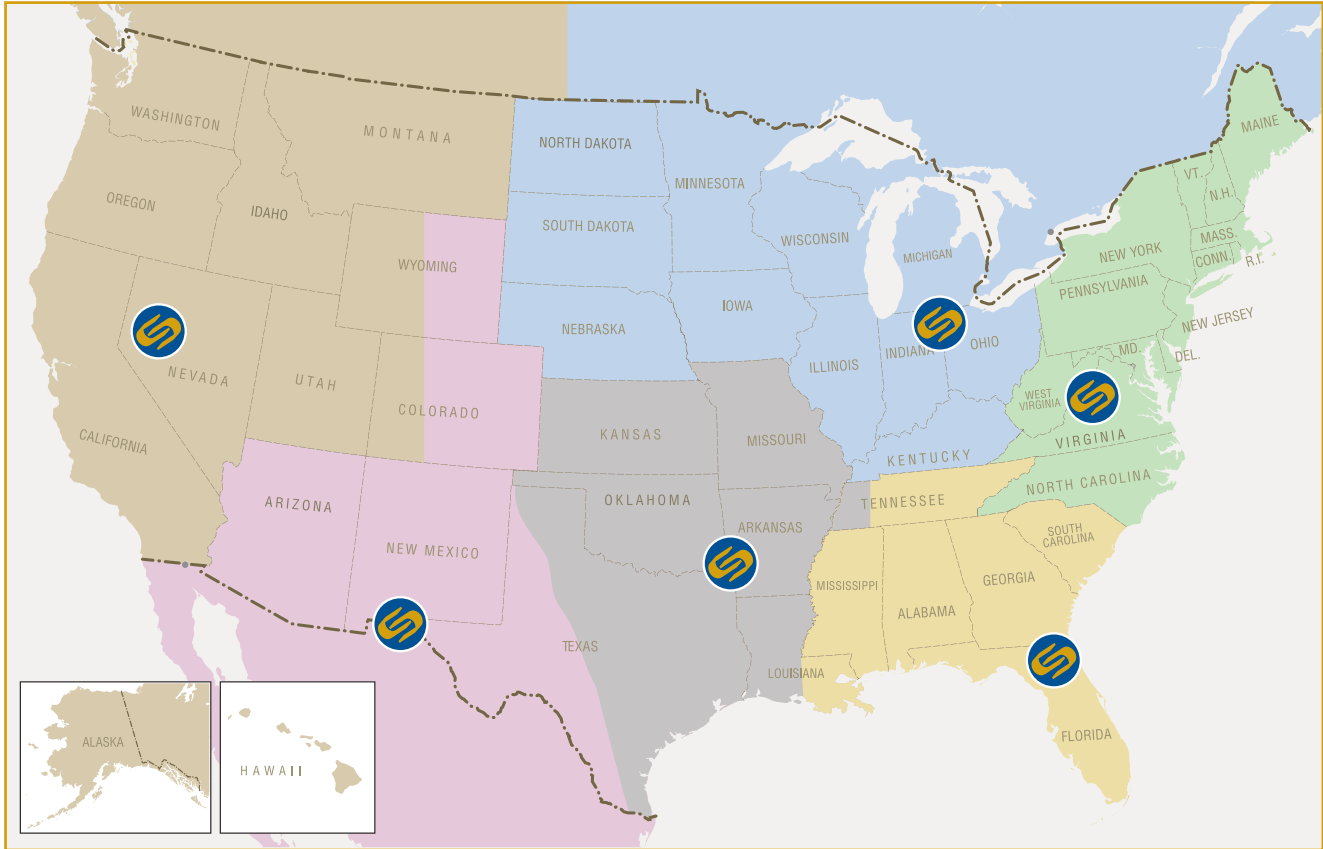 WASHINGTON
MONTANA
NORTH DAKOTA
MINNESOTA
MAINE
VT.
N.H.
OREGON
IDAHO
SOUTH DAKOTA
WISCONSIN
MICHIGAN
NEW YORK
MASS.
CONN.
R.I.
WYOMING
IOWA
PENNSYLVANIA
NEW JERSEY
NEBRASKA
ILLINOIS
INDIANA
OHIO
MD.
DEL.
NEVADA
UTAH
COLORADO
WEST
VIRGINIA
CALIFORNIA
KANSAS
MISSOURI
KENTUCKY
VIRGINIA
ARIZONA
OKLAHOMA
TENNESSEE
NORTH CAROLINA
NEW MEXICO
ARKANSAS
SOUTH
CAROLINA
MISSISSIPPI
ALABAMA
GEORGIA
TEXAS
LOUISIANA
FLORIDA
ALASKA
HAWAII